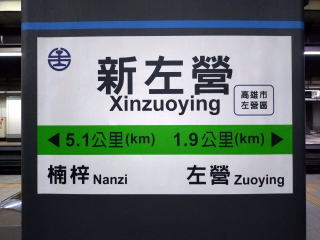 新左營
Xinzuoying
高雄市
左營區
5.1公里(km) 1.9公里(km)
楠梓 Nanzi 左營 Zuoying